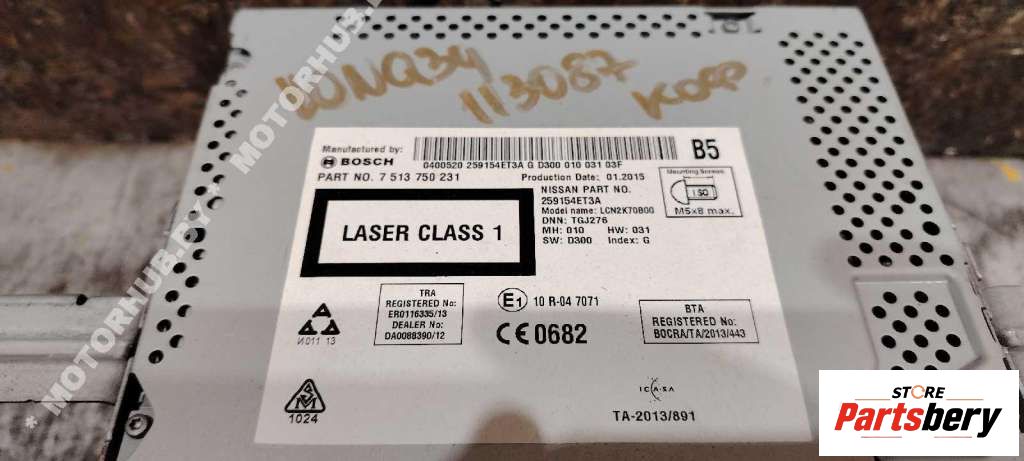 * MOTORHUB.BY * MOTORHUB.BY
113087
B5
Manufactured by:
BOSCH
0400520 259154ET3A G D300 010 031 03F
PART NO. 7 513 750 231
Production Date: 01.2015
Mounting Screws
ISO
M5x8 max.
NISSAN PART NO.
259154ET3A
Model name: LCN2K70B00
DNN: TGJ276
MH: 010 HW: 031
SW: D300 Index: G
LASER CLASS 1
TRA
REGISTERED No:
ER0116335/13
DEALER No:
DA0088390/12
E1 10 R-04 7071
CE 0682
BTA
REGISTERED No:
BOCRA/TA/2013/443
И011 13
1024
ICASA
TA-2013/891
STORE
Partsbery